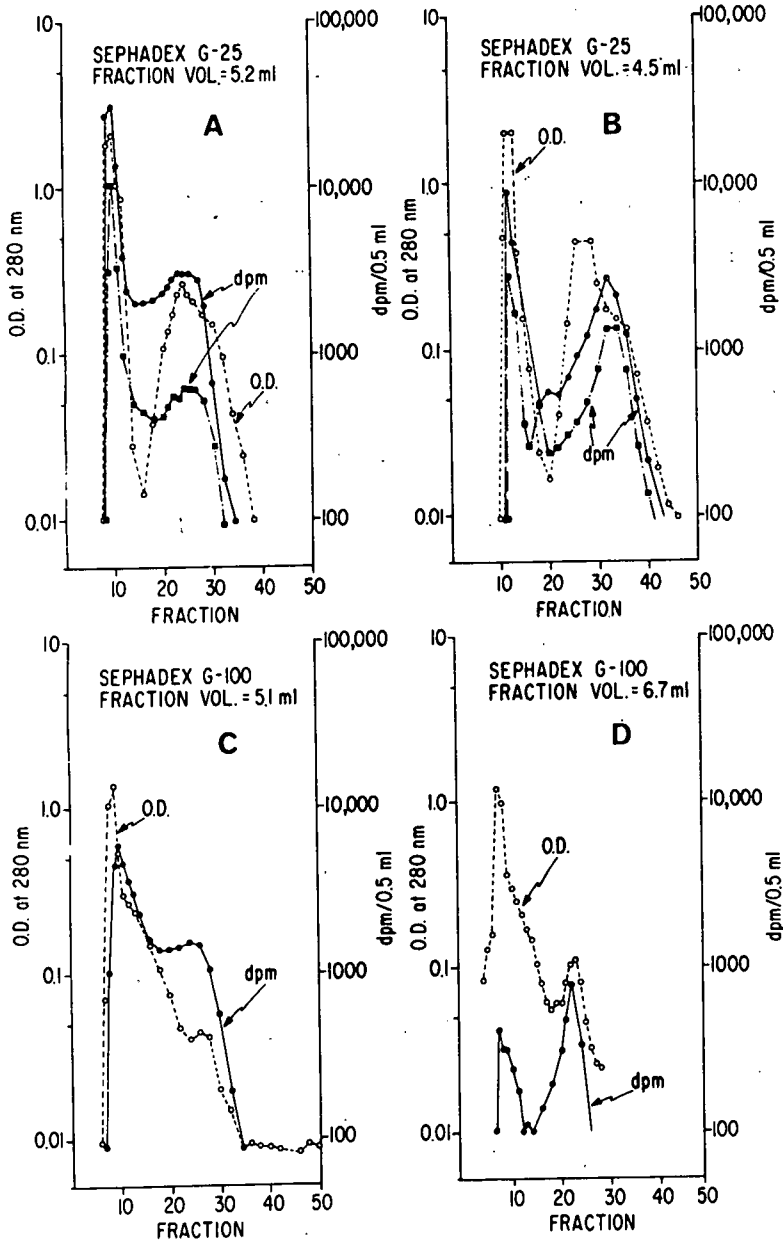 SEPHADEX G-25
FRACTION VOL.=5.2 ml
A
10
1.0
0.1
0.01
O.D. at 280 nm
100,000
10,000
1000
100
dpm/0.5 ml
dpm
O.D.
10 20 30 40 50
FRACTION
SEPHADEX G-25
FRACTION VOL.=4.5 ml
B
10
1.0
0.1
0.01
O.D. at 280 nm
100,000
10,000
1000
100
dpm/0.5 ml
O.D.
dpm
10 20 30 40 50
FRACTION
SEPHADEX G-100
FRACTION VOL.=5.1 ml
C
10
1.0
0.1
0.01
O.D. at 280 nm
100,000
10,000
1000
100
dpm/0.5 ml
O.D.
dpm
10 20 30 40 50
FRACTION
SEPHADEX G-100
FRACTION VOL.=6.7 ml
D
10
1.0
0.1
0.01
O.D. at 280 nm
100,000
10,000
1000
100
dpm/0.5 ml
O.D.
dpm
10 20 30 40 50
FRACTION